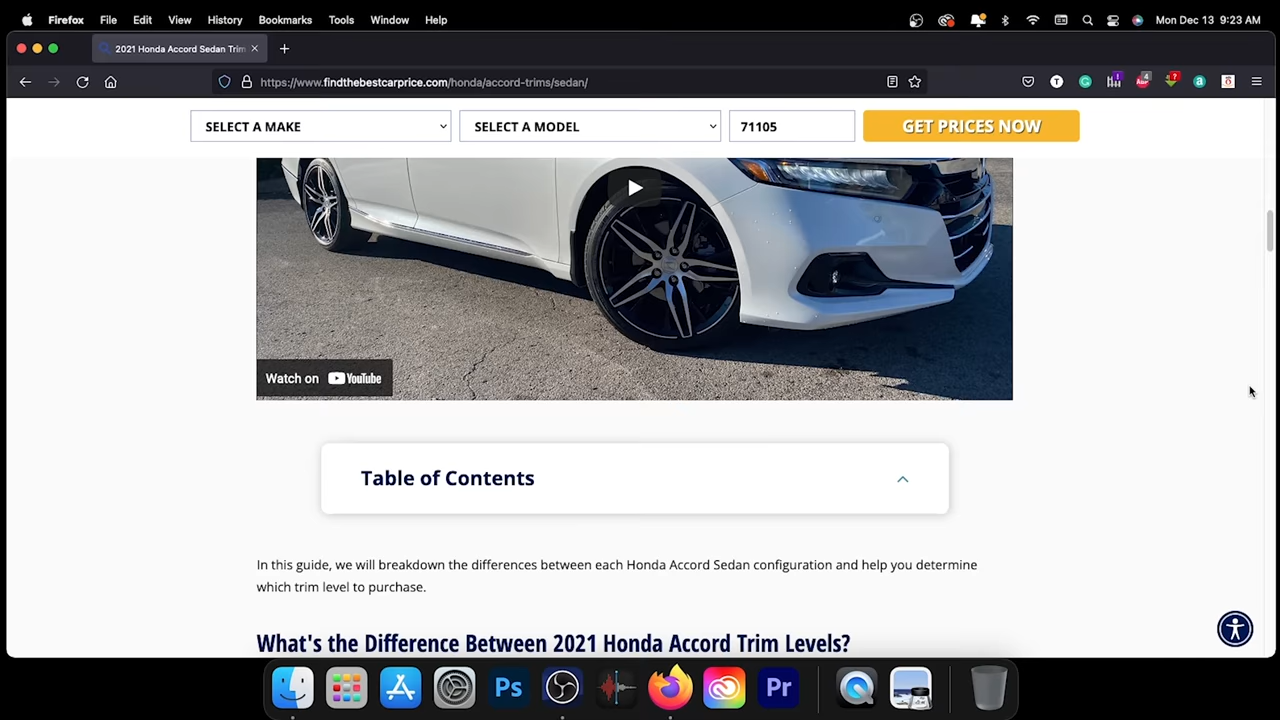 Firefox File Edit View History Bookmarks Tools Window Help Mon Dec 13 9:23 AM
2021 Honda Accord Sedan Trim
https://www.findthebestcarprice.com/honda/accord-trims/sedan/
SELECT A MAKE SELECT A MODEL 71105 GET PRICES NOW
Watch on YouTube
Table of Contents
In this guide, we will breakdown the differences between each Honda Accord Sedan configuration and help you determine
which trim level to purchase.
What's the Difference Between 2021 Honda Accord Trim Levels?
Ps Pr